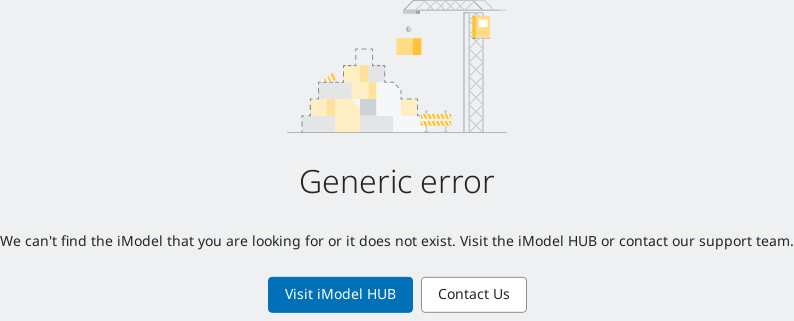 Generic error
We can't find the iModel that you are looking for or it does not exist. Visit the iModel HUB or contact our support team.
Visit iModel HUB
Contact Us